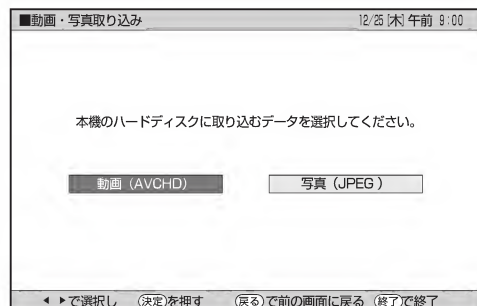 ■動画・写真取り込み 12/25[木]午前 9:00
本機のハードディスクに取り込むデータを選択してください。
動画（AVCHD） 写真（JPEG）
◀ ▶で選択し 決定を押す 戻るで前の画面に戻る 終了で終了